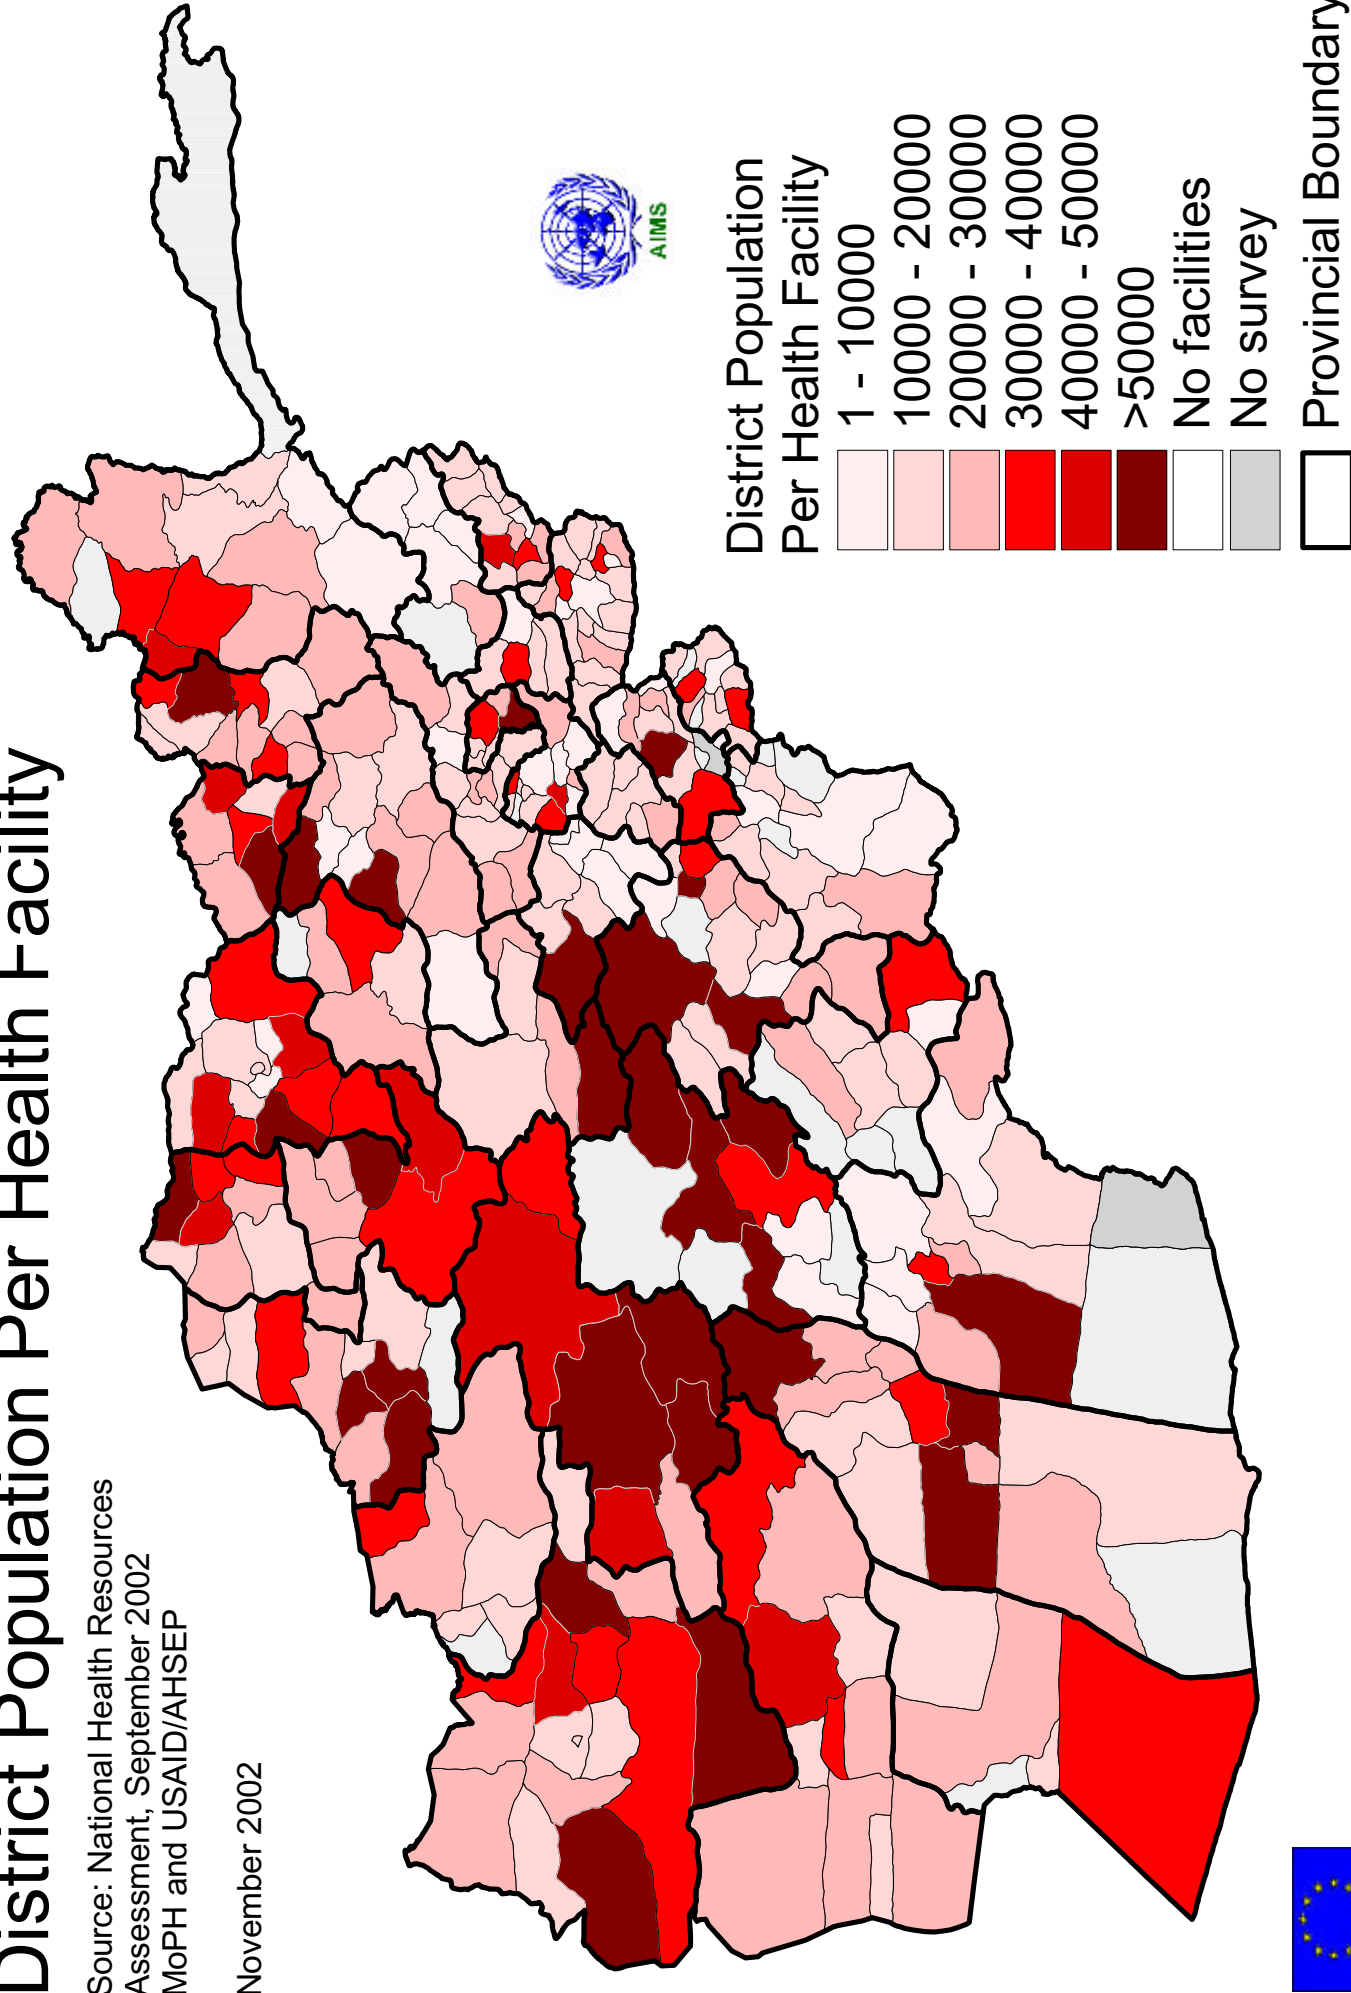 District Population Per Health Facility
Source: National Health Resources
Assessment, September 2002
MoPH and USAID/AHSEP
November 2002
AIMS
District Population
Per Health Facility
1 - 10000
10000 - 20000
20000 - 30000
30000 - 40000
40000 - 50000
>50000
No facilities
No survey
Provincial Boundary